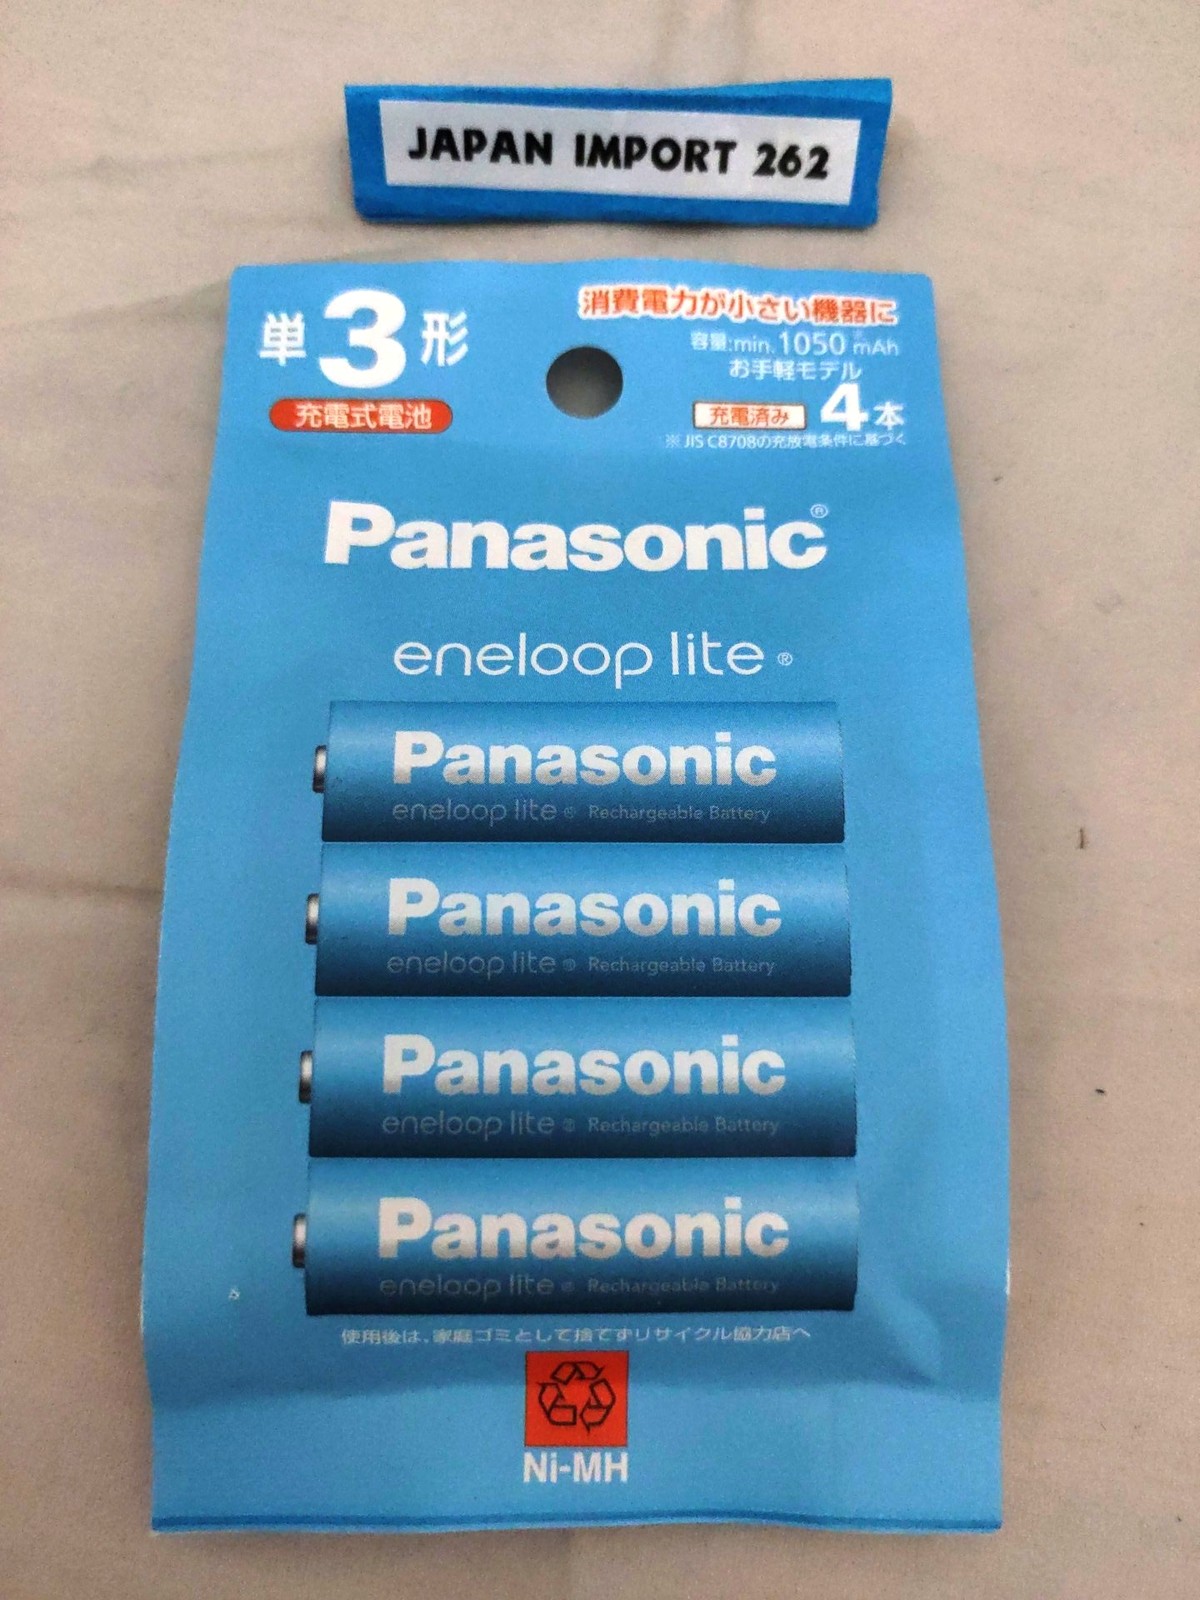 JAPAN IMPORT 262
単3形
充電式電池
消費電力が小さい機器に
容量:min.1050※mAh
お手軽モデル
充電済み 4本
※JIS C8708の充放電条件に基づく
Panasonic®
eneloop lite®
Panasonic
eneloop lite® Rechargeable Battery
Panasonic
eneloop lite® Rechargeable Battery
Panasonic
eneloop lite® Rechargeable Battery
Panasonic
eneloop lite® Rechargeable Battery
使用後は、家庭ゴミとして捨てずリサイクル協力店へ
Ni-MH